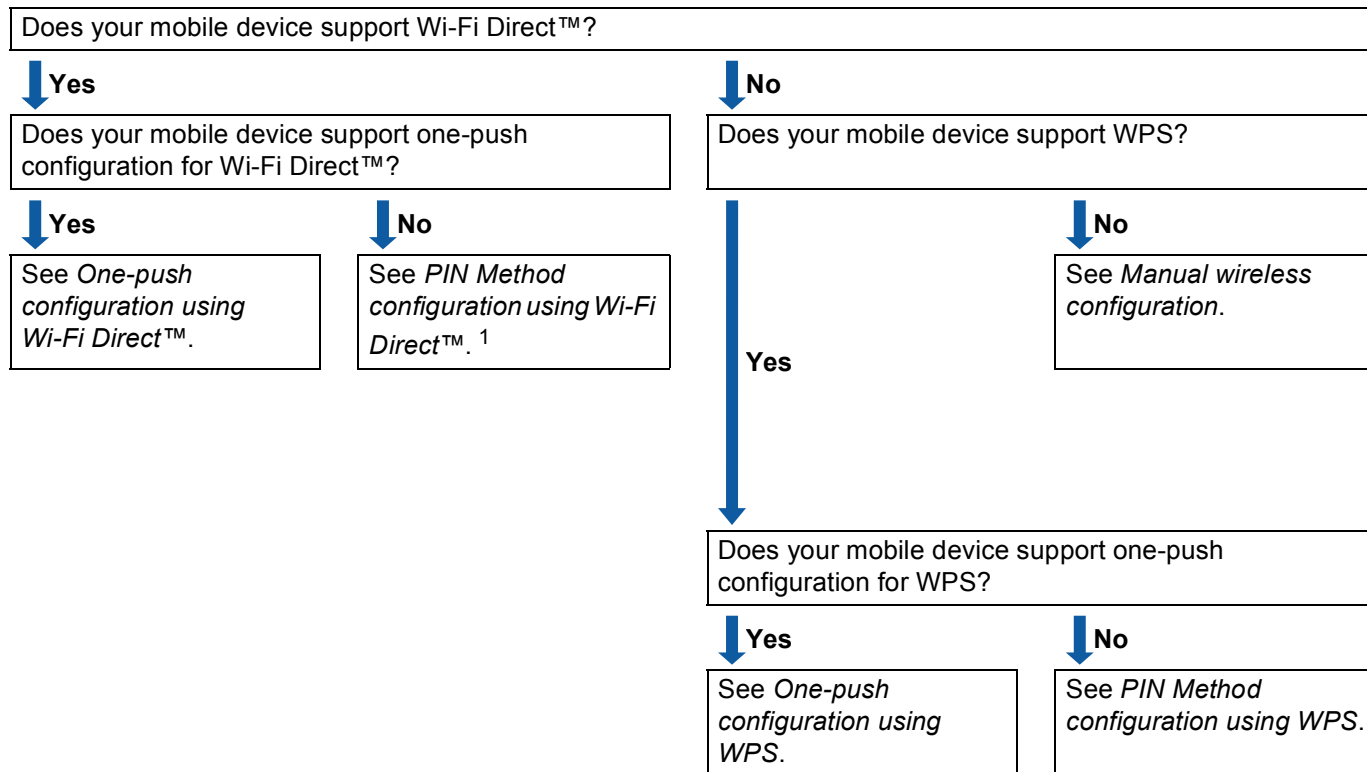 Does your mobile device support Wi-Fi Direct™?
Yes
No
Does your mobile device support one-push
configuration for Wi-Fi Direct™?
Does your mobile device support WPS?
Yes
No
No
See One-push
configuration using
Wi-Fi Direct™.
See PIN Method
configuration using Wi-Fi
Direct™. 1
See Manual wireless
configuration.
Yes
Does your mobile device support one-push
configuration for WPS?
Yes
No
See One-push
configuration using
WPS.
See PIN Method
configuration using WPS.